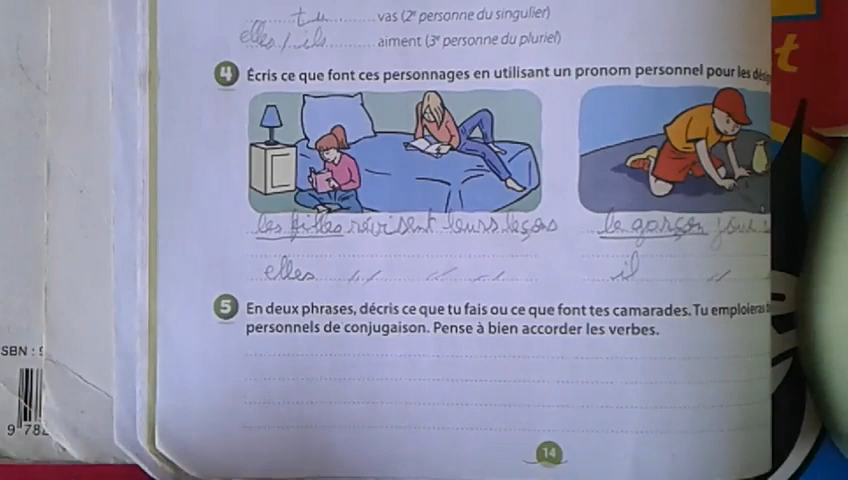 tu vas (2e personne du singulier)
elles / ils aiment (3e personne du pluriel)
4 Écris ce que font ces personnages en utilisant un pronom personnel pour les
les filles révisent leurs leçons
le garçon joue
elles // // //
il //
5 En deux phrases, décris ce que tu fais ou ce que font tes camarades. Tu emploieras
personnels de conjugaison. Pense à bien accorder les verbes.
14
SBN :
9 78
t